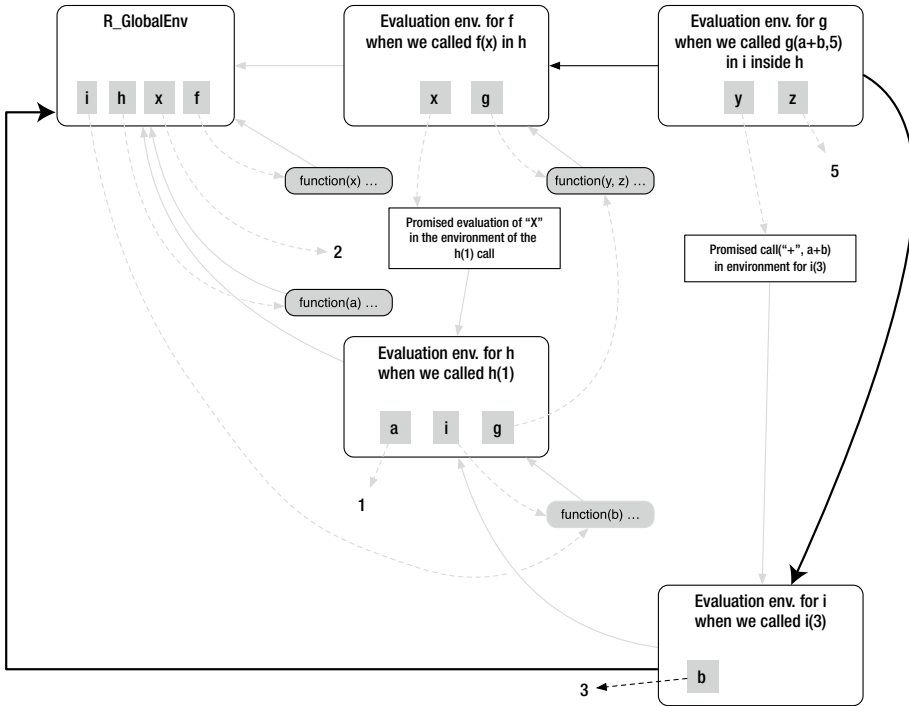 R_GlobalEnv
i h x f
Evaluation env. for f
when we called f(x) in h
x g
Evaluation env. for g
when we called g(a+b,5)
in i inside h
y z
function(x) ...
function(y, z) ...
5
Promised evaluation of “X”
in the environment of the
h(1) call
2
Promised call(“+”, a+b)
in environment for i(3)
function(a) ...
Evaluation env. for h
when we called h(1)
a i g
1
function(b) ...
Evaluation env. for i
when we called i(3)
b
3